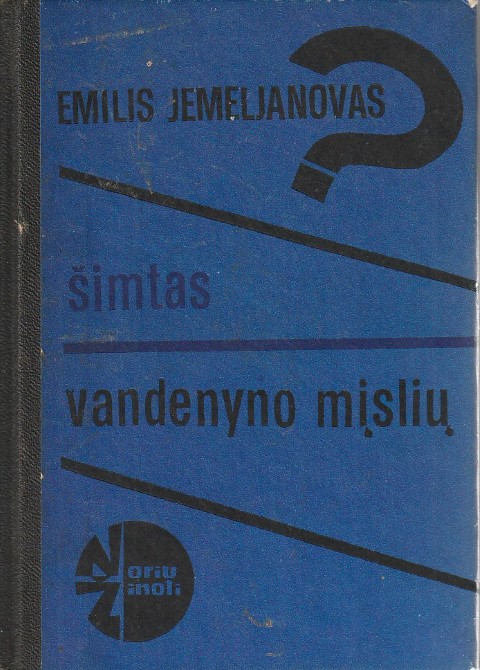 EMILIS JEMELJANOVAS
?
šimtas
vandenyno mįslių
Noriu
Žinoti